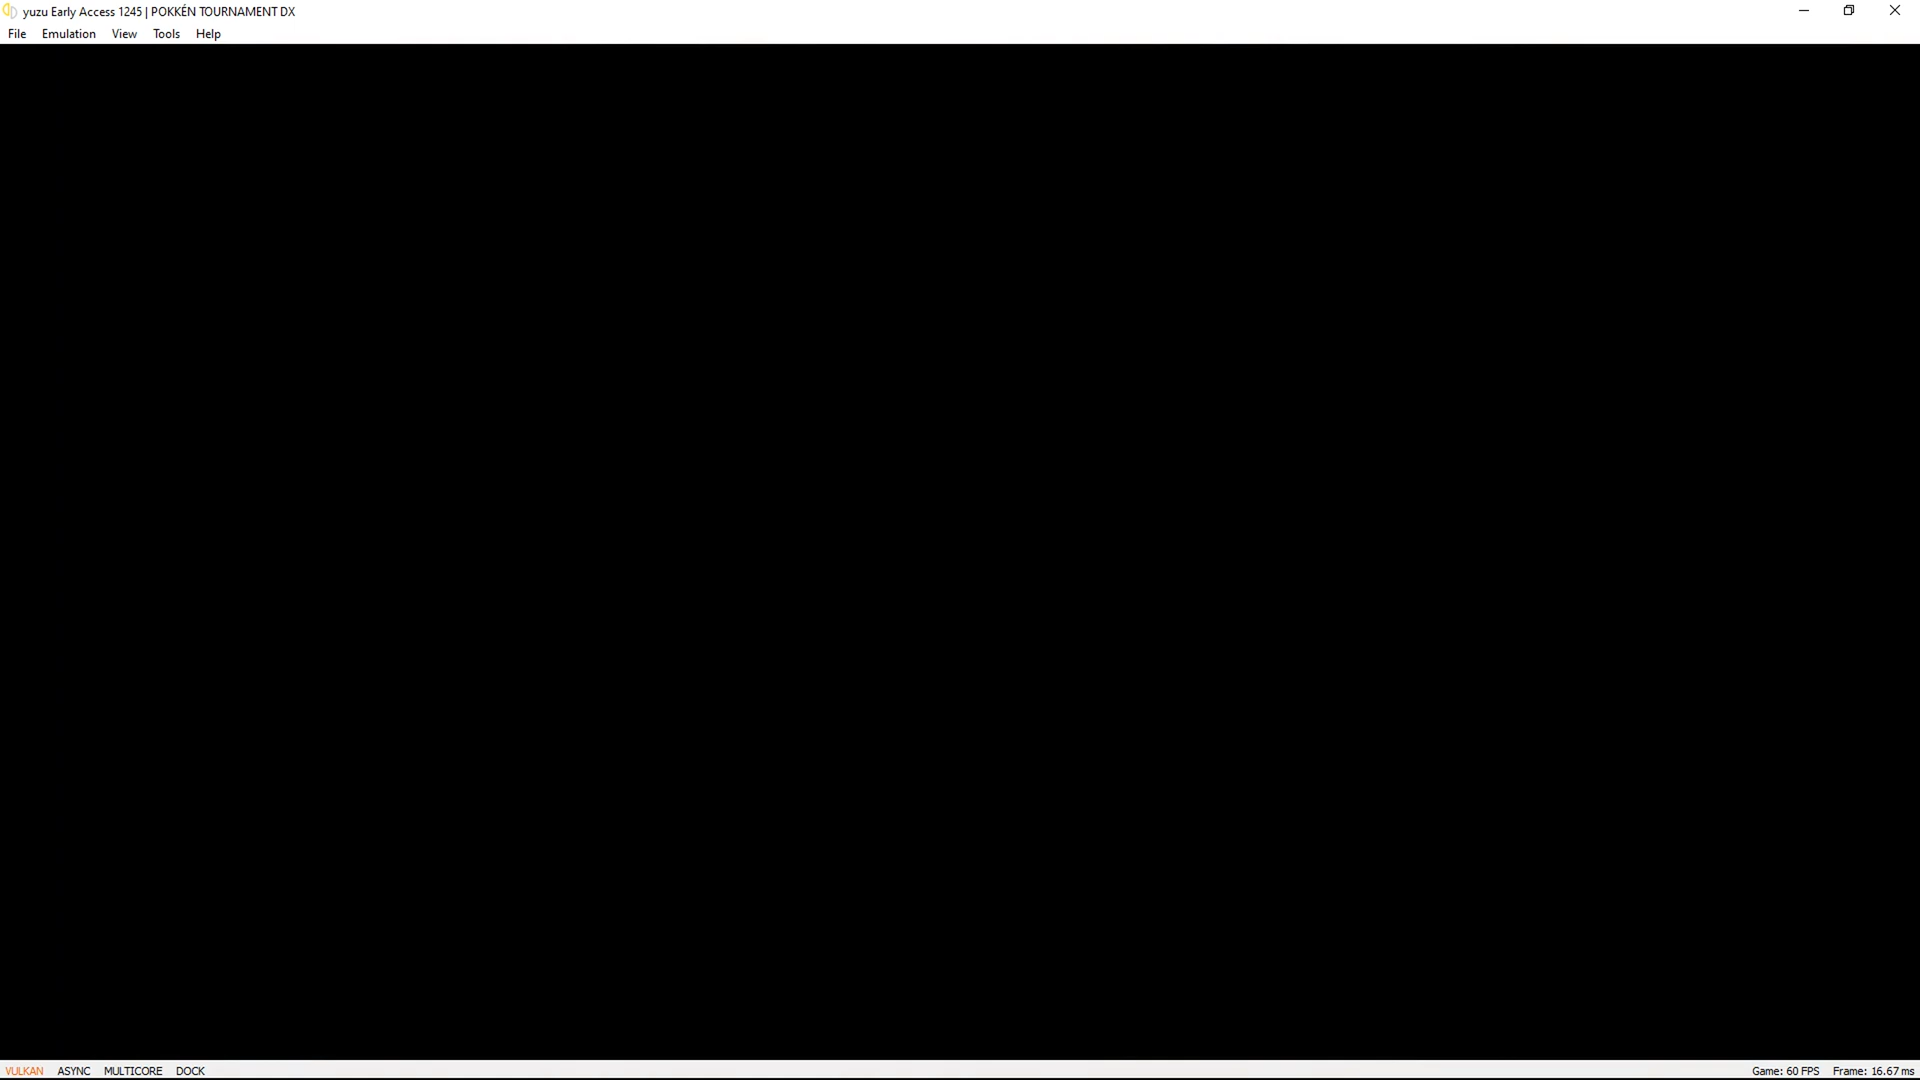 yuzu Early Access 1245 | POKKÉN TOURNAMENT DX
File Emulation View Tools Help
VULKAN ASYNC MULTICORE DOCK Game: 60 FPS Frame: 16.67 ms